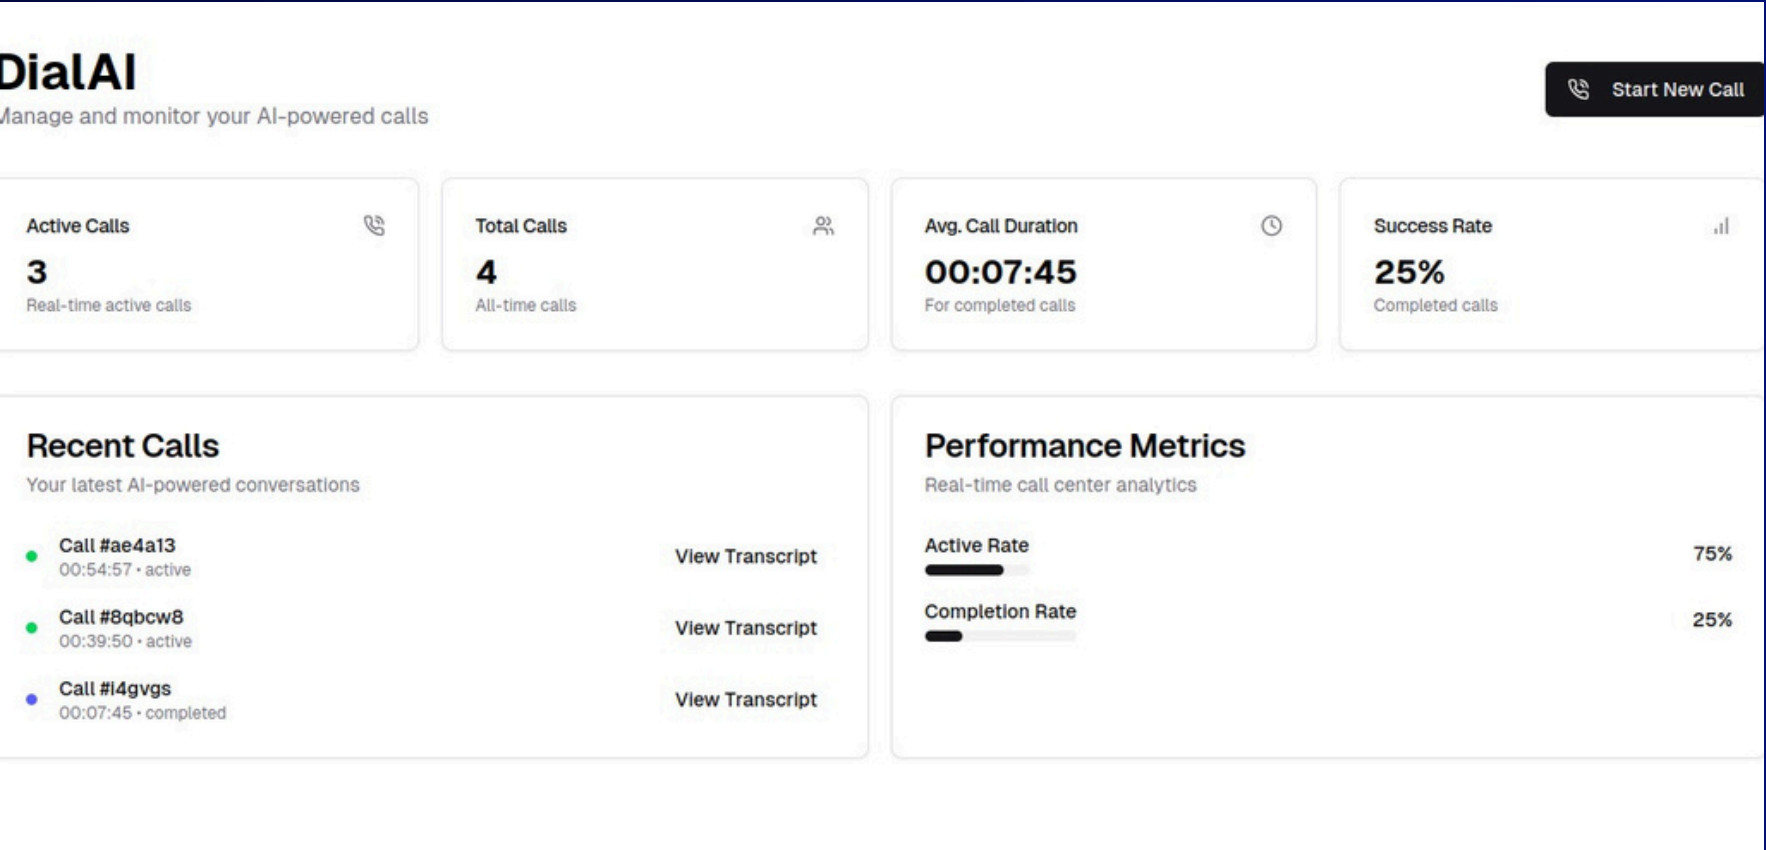 DialAI
Manage and monitor your AI-powered calls
Start New Call
Active Calls
3
Real-time active calls
Total Calls
4
All-time calls
Avg. Call Duration
00:07:45
For completed calls
Success Rate
25%
Completed calls
Recent Calls
Your latest AI-powered conversations
Call #ae4a13
00:54:57 • active
View Transcript
Call #8qbcw8
00:39:50 • active
View Transcript
Call #i4gvgs
00:07:45 • completed
View Transcript
Performance Metrics
Real-time call center analytics
Active Rate
75%
Completion Rate
25%